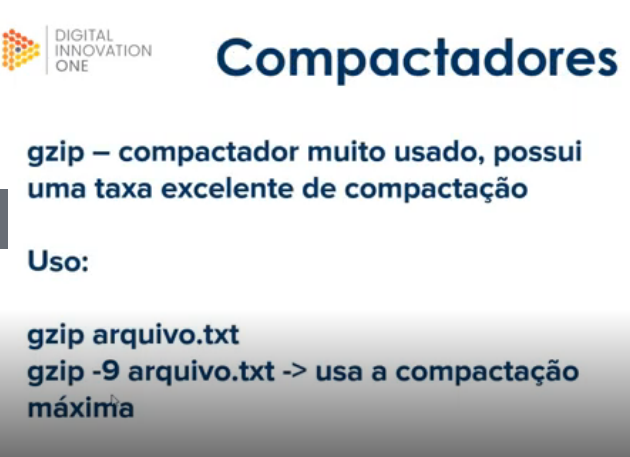 DIGITAL
INNOVATION
ONE
Compactadores
gzip – compactador muito usado, possui
uma taxa excelente de compactação
Uso:
gzip arquivo.txt
gzip -9 arquivo.txt -> usa a compactação
máxima